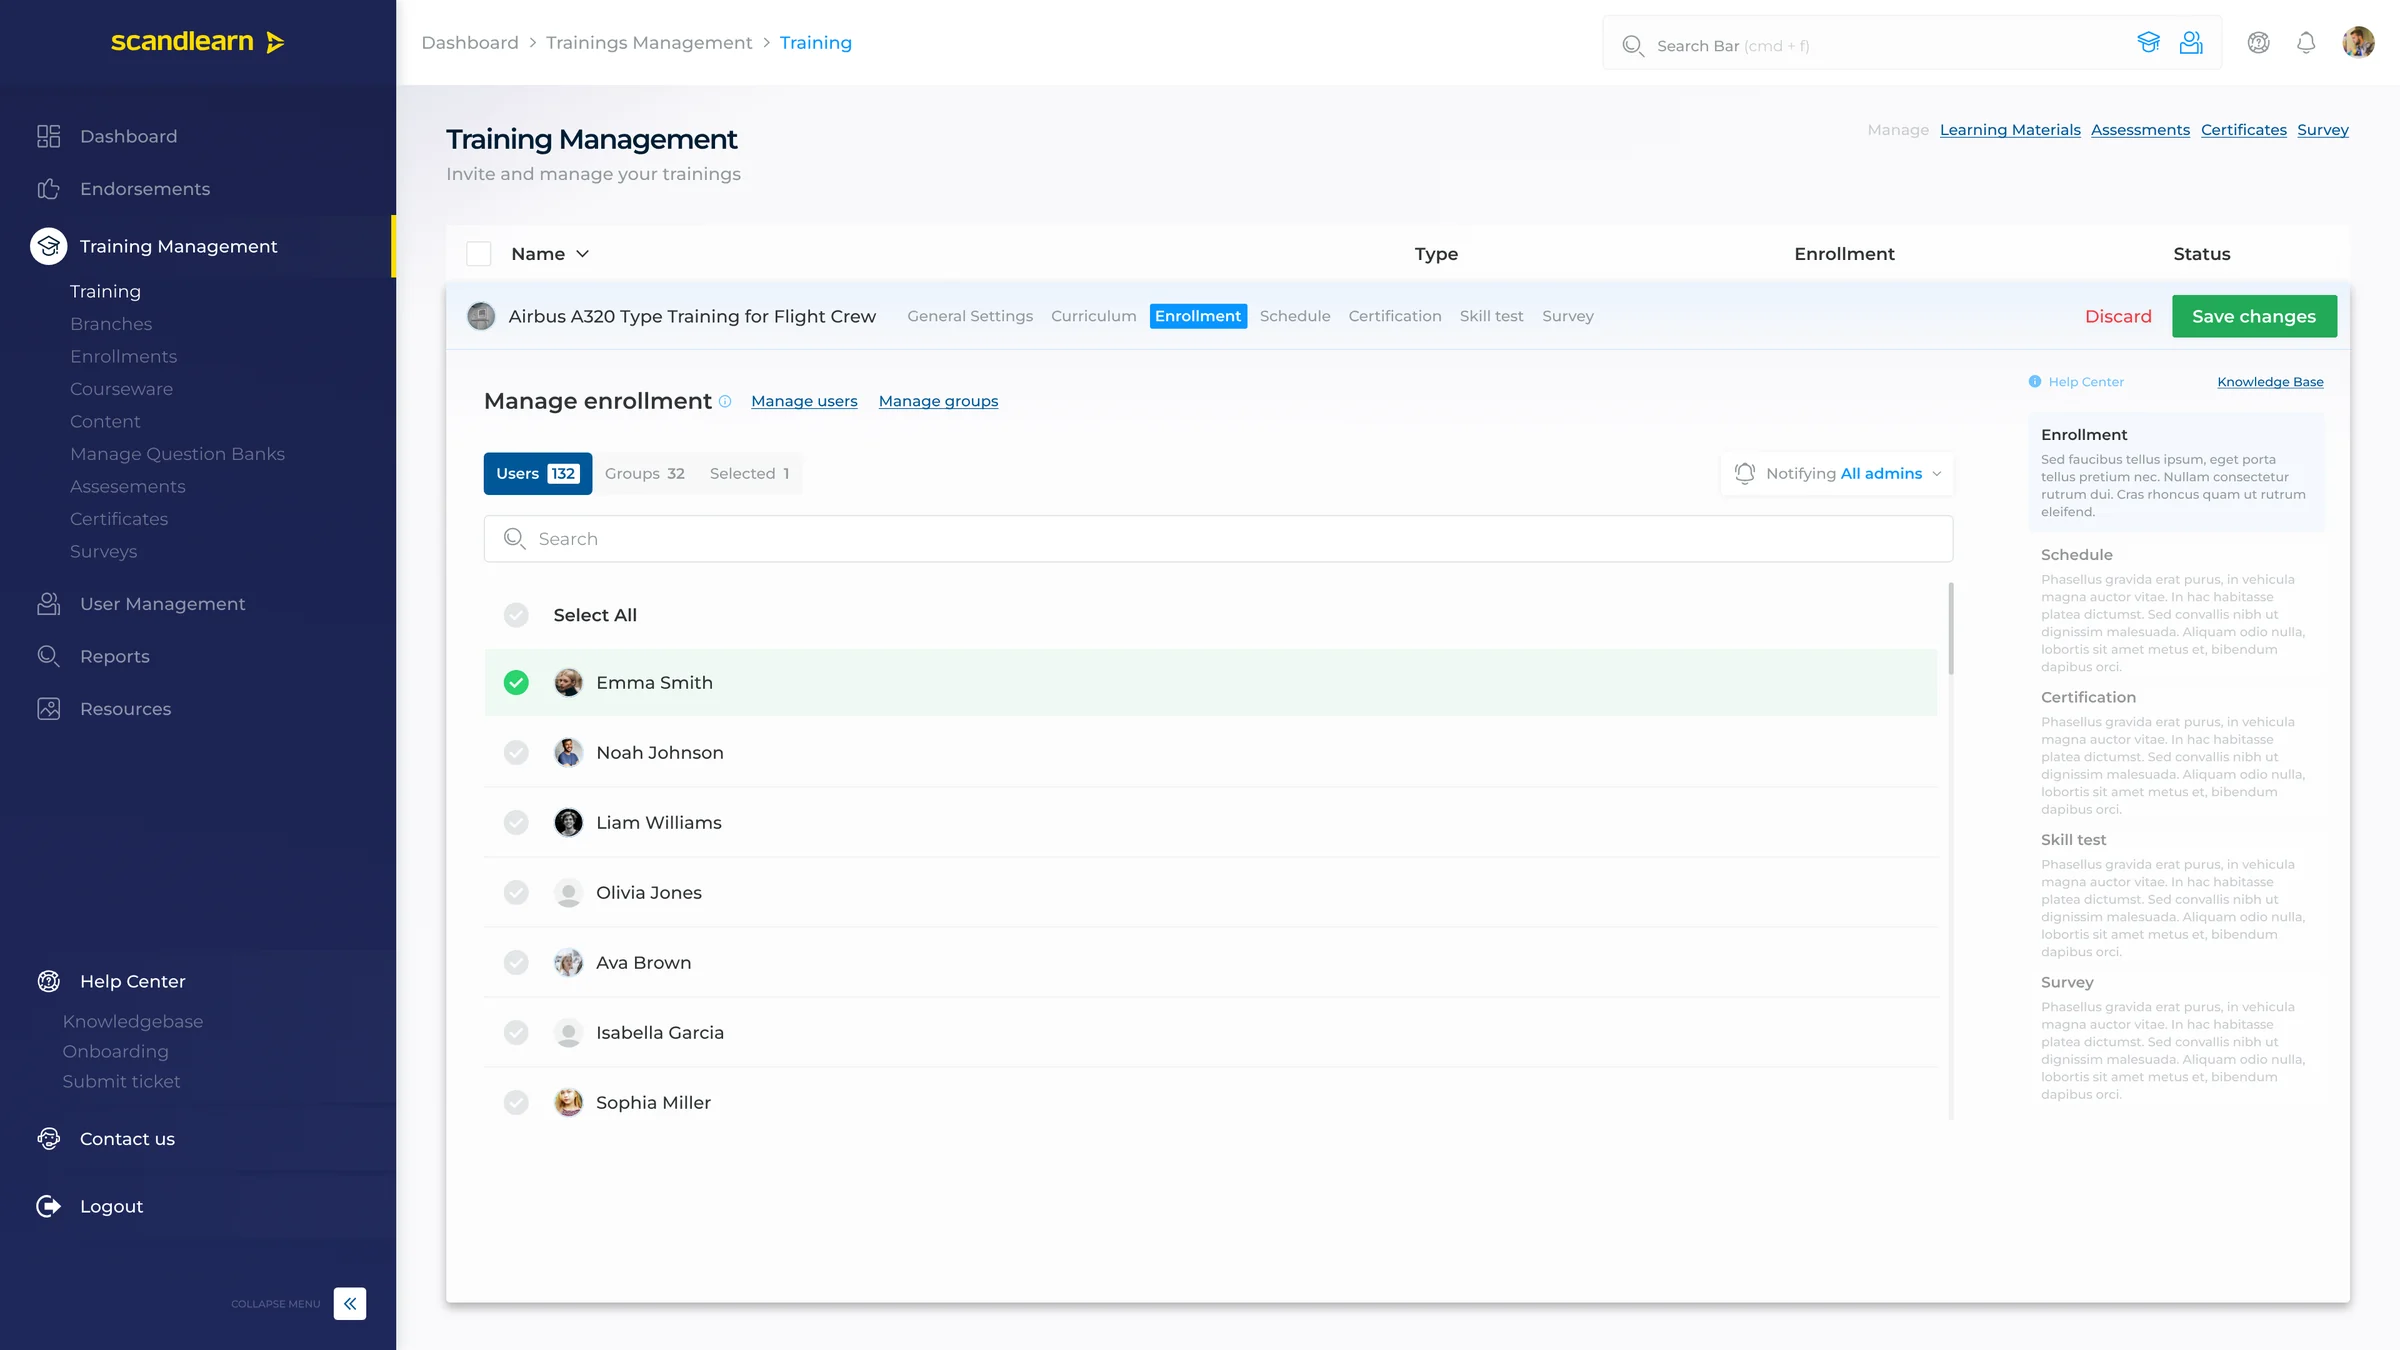 scandlearn
Dashboard
Endorsements
Training Management
Training
Branches
Enrollments
Courseware
Content
Manage Question Banks
Assesements
Certificates
Surveys
User Management
Reports
Resources
Help Center
Knowledgebase
Onboarding
Submit ticket
Contact us
Logout
COLLAPSE MENU
Dashboard > Trainings Management > Training
Search Bar (cmd + f)
Training Management
Invite and manage your trainings
Manage Learning Materials Assessments Certificates Survey
Name Type Enrollment Status
Airbus A320 Type Training for Flight Crew General Settings Curriculum Enrollment Schedule Certification Skill test Survey Discard Save changes
Manage enrollment Manage users Manage groups
Users 132 Groups 32 Selected 1
Notifying All admins
Search
Select All
Emma Smith
Noah Johnson
Liam Williams
Olivia Jones
Ava Brown
Isabella Garcia
Sophia Miller
Help Center Knowledge Base
Enrollment
Sed faucibus tellus ipsum, eget porta
tellus pretium nec. Nullam consectetur
rutrum dui. Cras rhoncus quam ut rutrum
eleifend.
Schedule
Phasellus gravida erat purus, in vehicula
magna auctor vitae. In hac habitasse
platea dictumst. Sed convallis nibh ut
dignissim malesuada. Aliquam odio nulla,
lobortis sit amet metus et, bibendum
dapibus orci.
Certification
Phasellus gravida erat purus, in vehicula
magna auctor vitae. In hac habitasse
platea dictumst. Sed convallis nibh ut
dignissim malesuada. Aliquam odio nulla,
lobortis sit amet metus et, bibendum
dapibus orci.
Skill test
Phasellus gravida erat purus, in vehicula
magna auctor vitae. In hac habitasse
platea dictumst. Sed convallis nibh ut
dignissim malesuada. Aliquam odio nulla,
lobortis sit amet metus et, bibendum
dapibus orci.
Survey
Phasellus gravida erat purus, in vehicula
magna auctor vitae. In hac habitasse
platea dictumst. Sed convallis nibh ut
dignissim malesuada. Aliquam odio nulla,
lobortis sit amet metus et, bibendum
dapibus orci.